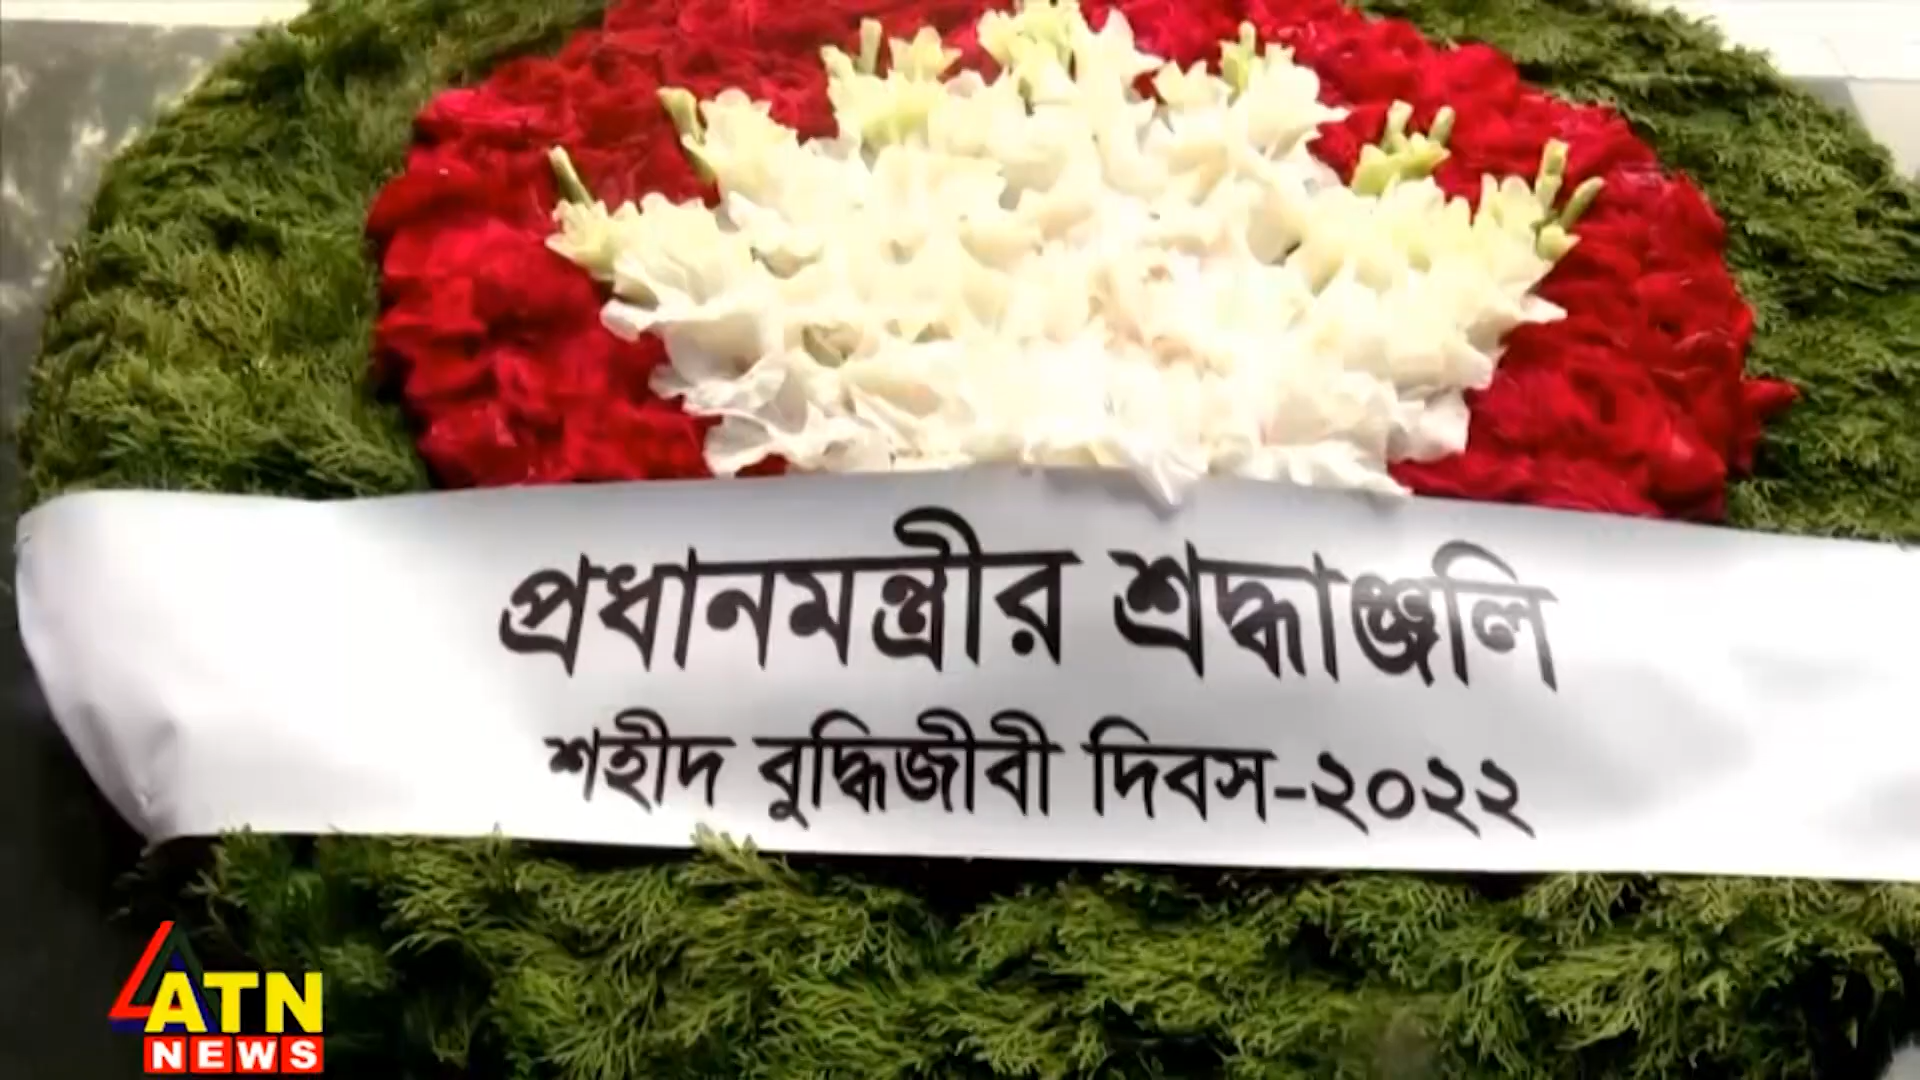 প্রধানমন্ত্রীর শ্রদ্ধাঞ্জলি
শহীদ বুদ্ধিজীবী দিবস-২০২২
ATN
NEWS